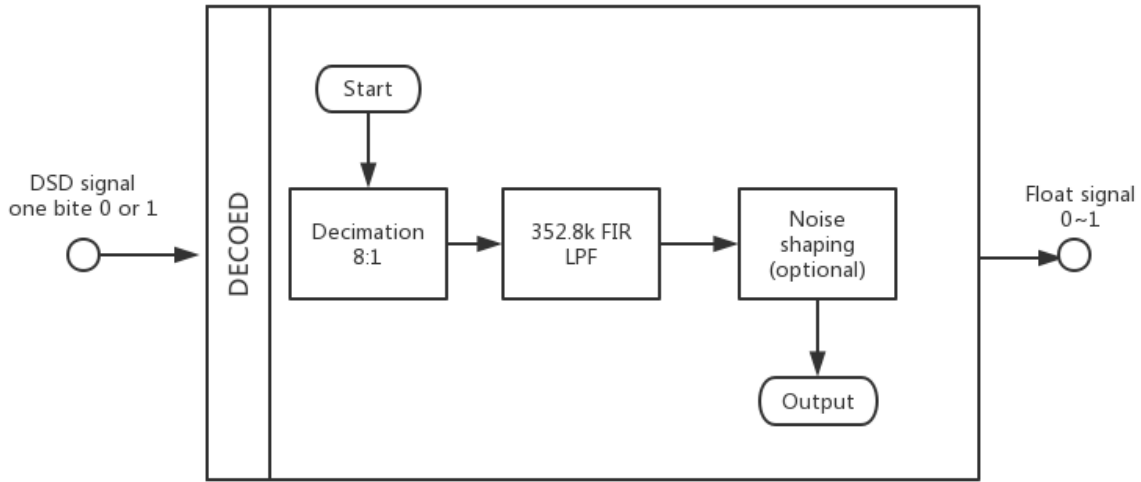 DSD signal
one bite 0 or 1
DECOED
Start
Decimation
8:1
352.8k FIR
LPF
Noise
shaping
(optional)
Output
Float signal
0~1